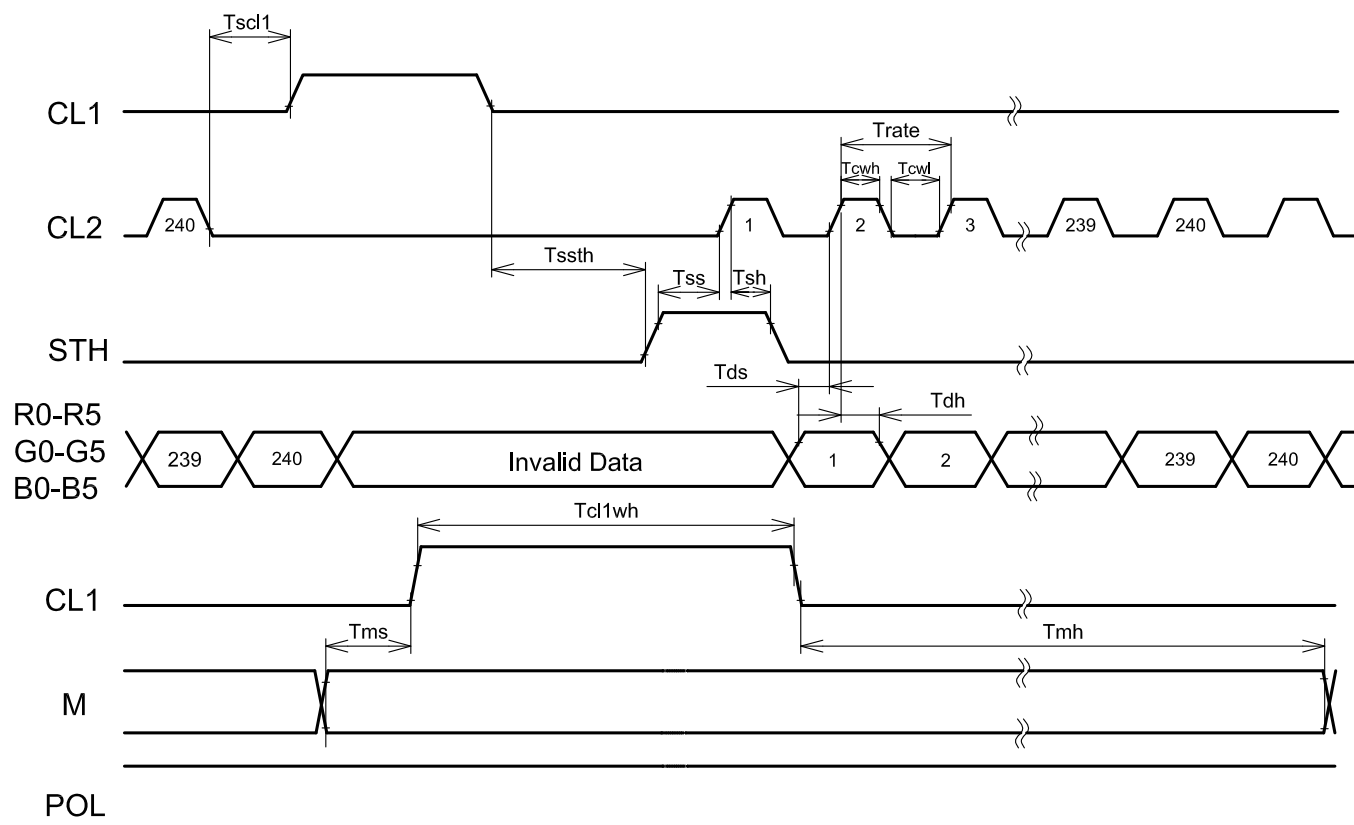 Tscl1
CL1
Trate
Tcwh
Tcwl
CL2
240
1
2
3
239
240
Tssth
Tss
Tsh
STH
Tds
Tdh
R0-R5
G0-G5
B0-B5
239
240
Invalid Data
1
2
239
240
Tcl1wh
CL1
Tms
Tmh
M
POL